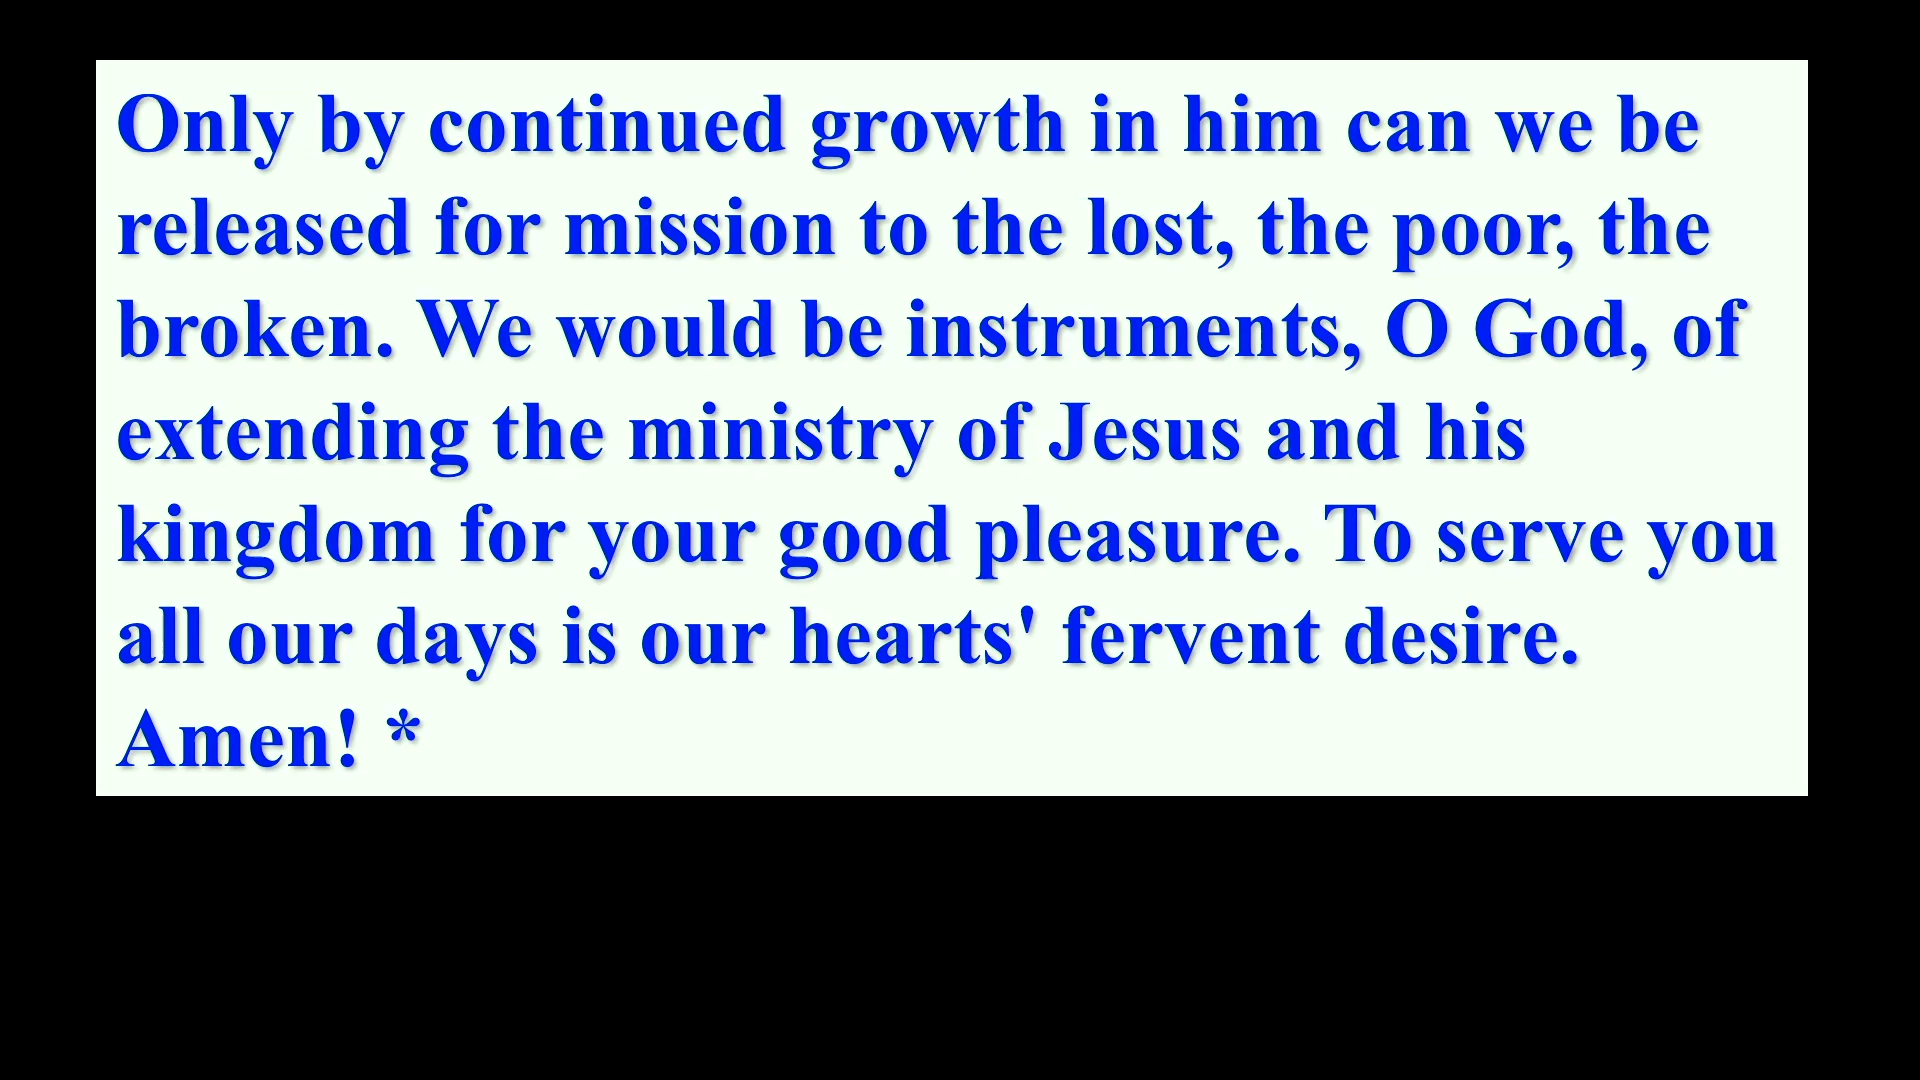 Only by continued growth in him can we be
released for mission to the lost, the poor, the
broken. We would be instruments, O God, of
extending the ministry of Jesus and his
kingdom for your good pleasure. To serve you
all our days is our hearts' fervent desire.
Amen! *